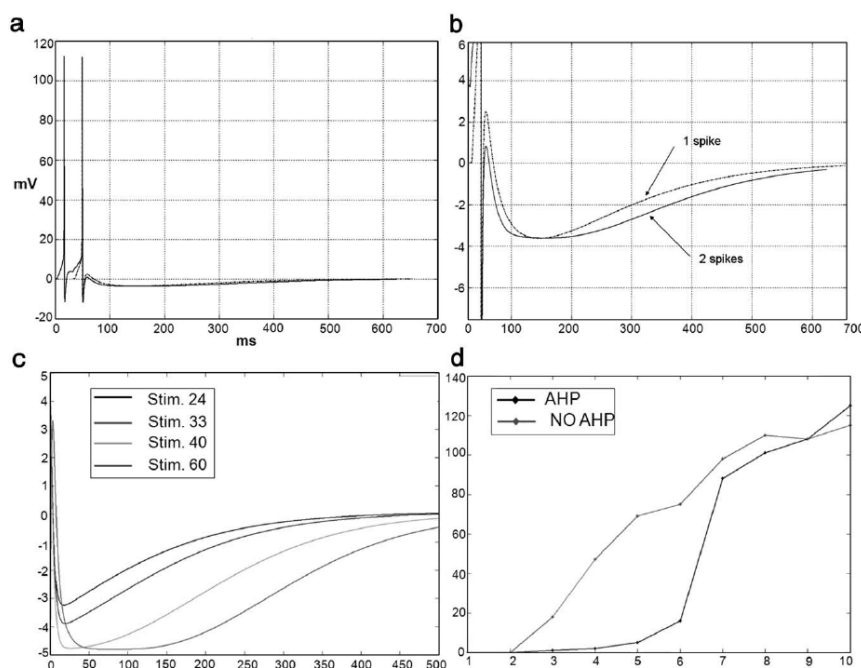 a
120
100
80
60
mV
40
20
0
-20
0 100 200 300 400 500 600 700
ms
b
6
4
2
0
-2
-4
-6
1 spike
2 spikes
100 200 300 400 500 600 700
c
5
4
3
2
1
0
-1
-2
-3
-4
-5
Stim. 24
Stim. 33
Stim. 40
Stim. 60
0 50 100 150 200 250 300 350 400 450 500
d
140
120
100
80
60
40
20
0
AHP
NO AHP
1 2 3 4 5 6 7 8 9 10